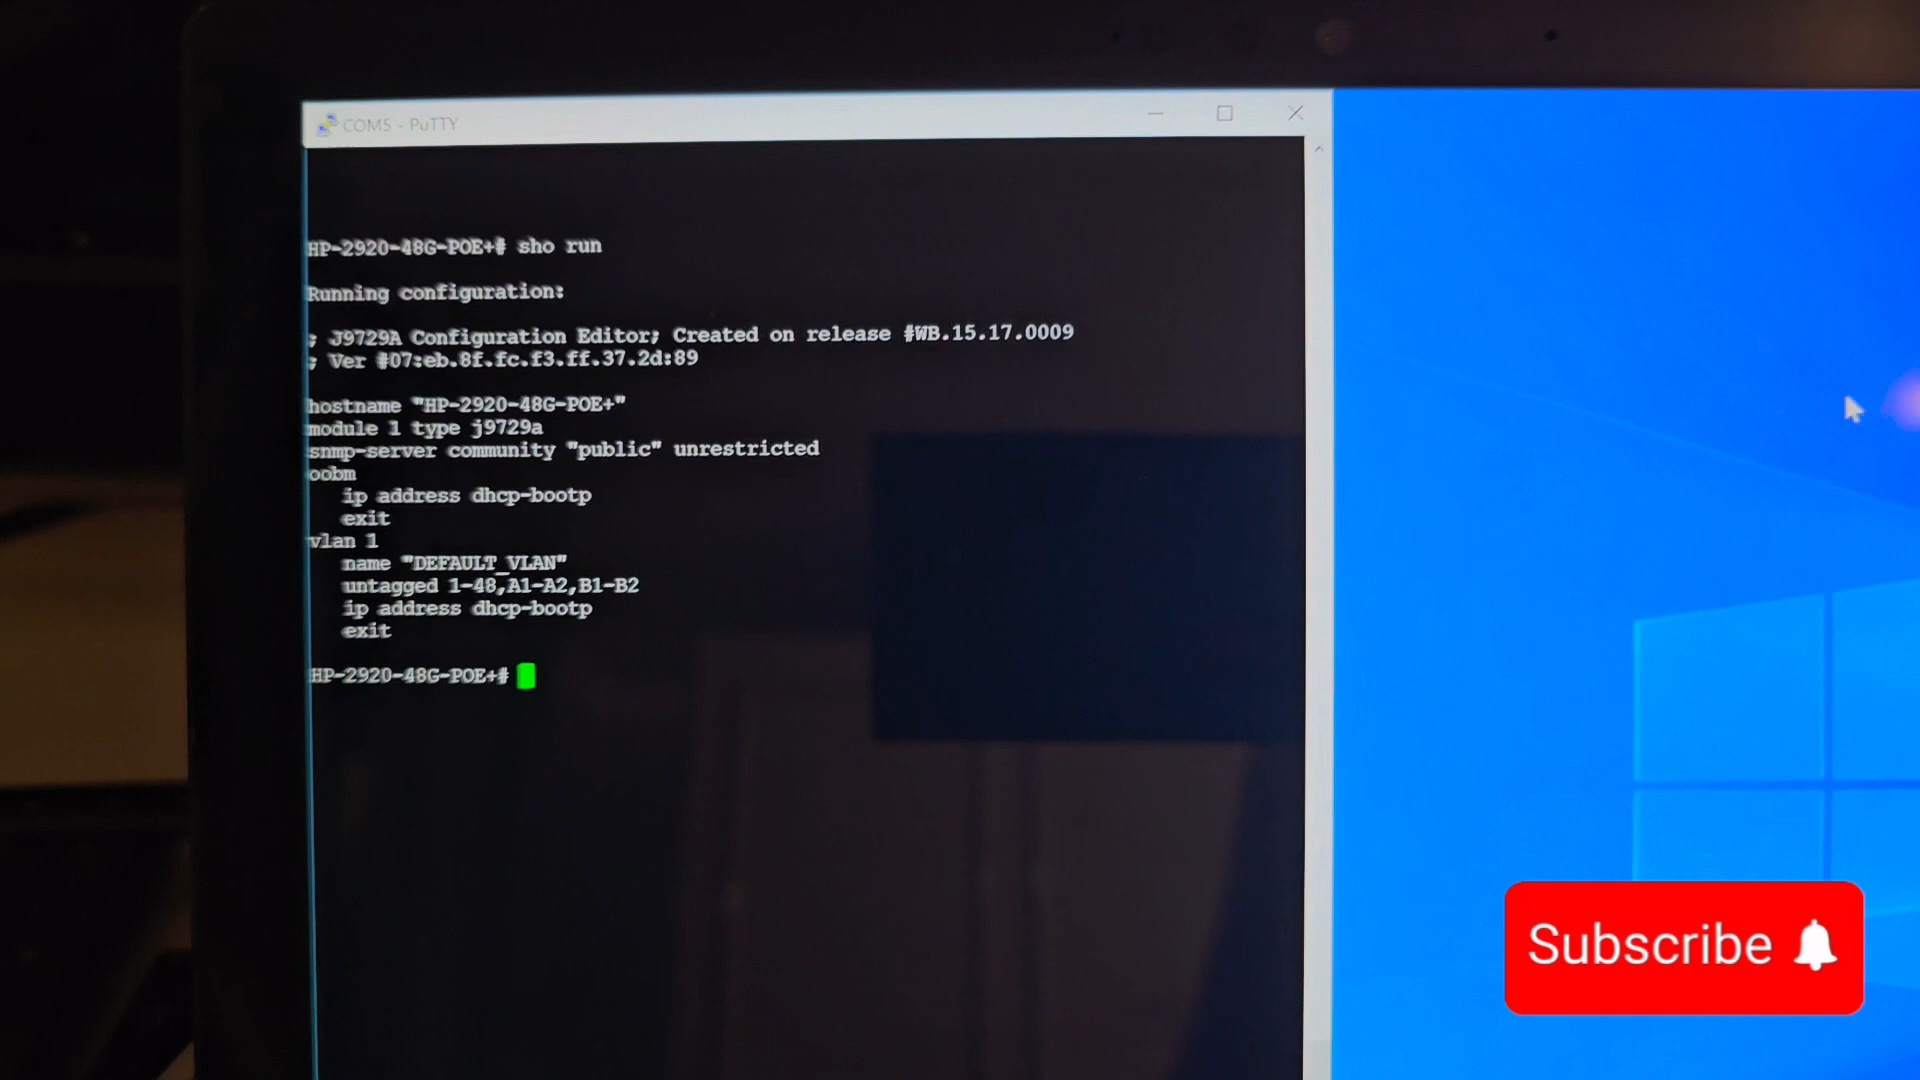 COM5 - PuTTY
HP-2920-48G-POE+# sho run
Running configuration:
; J9729A Configuration Editor; Created on release #WB.15.17.0009
; Ver #07:eb.8f.fc.f3.ff.37.2d:89
hostname "HP-2920-48G-POE+"
module 1 type j9729a
snmp-server community "public" unrestricted
oobm
ip address dhcp-bootp
exit
vlan 1
name "DEFAULT_VLAN"
untagged 1-48,A1-A2,B1-B2
ip address dhcp-bootp
exit
HP-2920-48G-POE+#
Subscribe